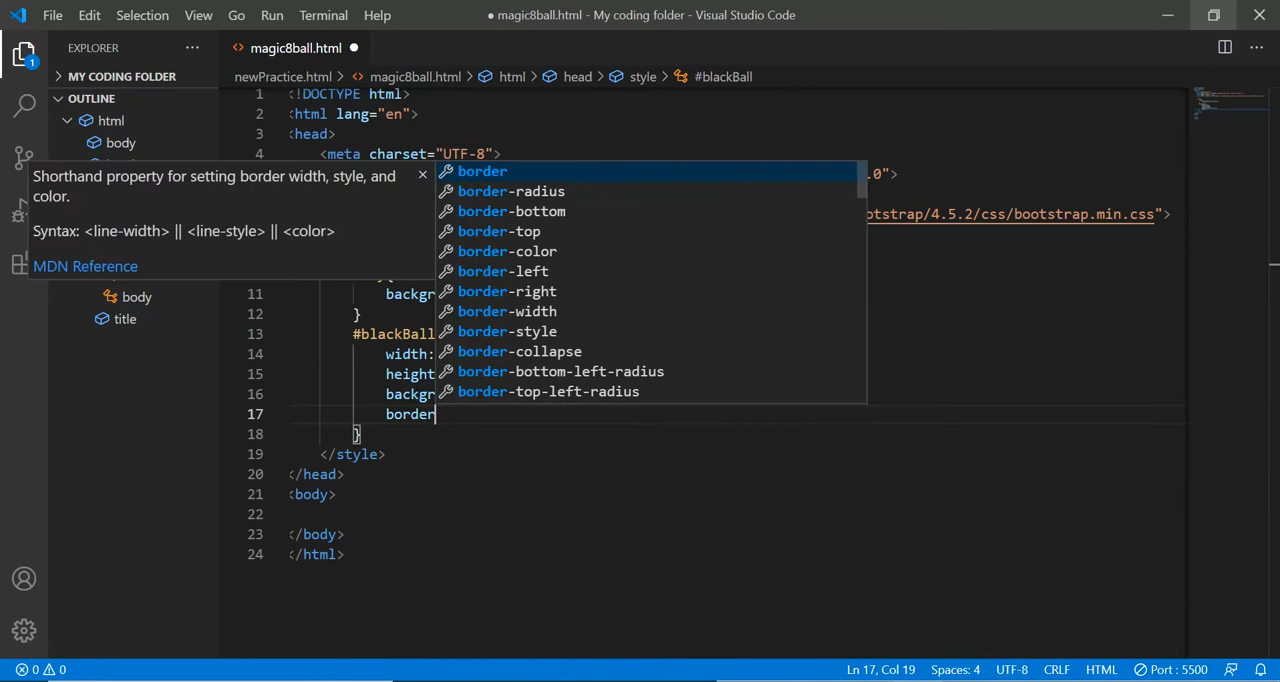 File Edit Selection View Go Run Terminal Help
● magic8ball.html - My coding folder - Visual Studio Code
EXPLORER
magic8ball.html
1
MY CODING FOLDER
newPractice.html > magic8ball.html > html > head > style > #blackBall
OUTLINE
html
body
body
title
1 <!DOCTYPE html>
2 <html lang="en">
3 <head>
4 <meta charset="UTF-8">
.0">
otstrap/4.5.2/css/bootstrap.min.css">
Shorthand property for setting border width, style, and
color.
Syntax: <line-width> || <line-style> || <color>
MDN Reference
border
border-radius
border-bottom
border-top
border-color
border-left
border-right
border-width
border-style
border-collapse
border-bottom-left-radius
border-top-left-radius
11 backgr
12 }
13 #blackBall
14 width:
15 height
16 backgr
17 border
18 }
19 </style>
20 </head>
21 <body>
22
23 </body>
24 </html>
0 0
Ln 17, Col 19 Spaces: 4 UTF-8 CRLF HTML Port : 5500